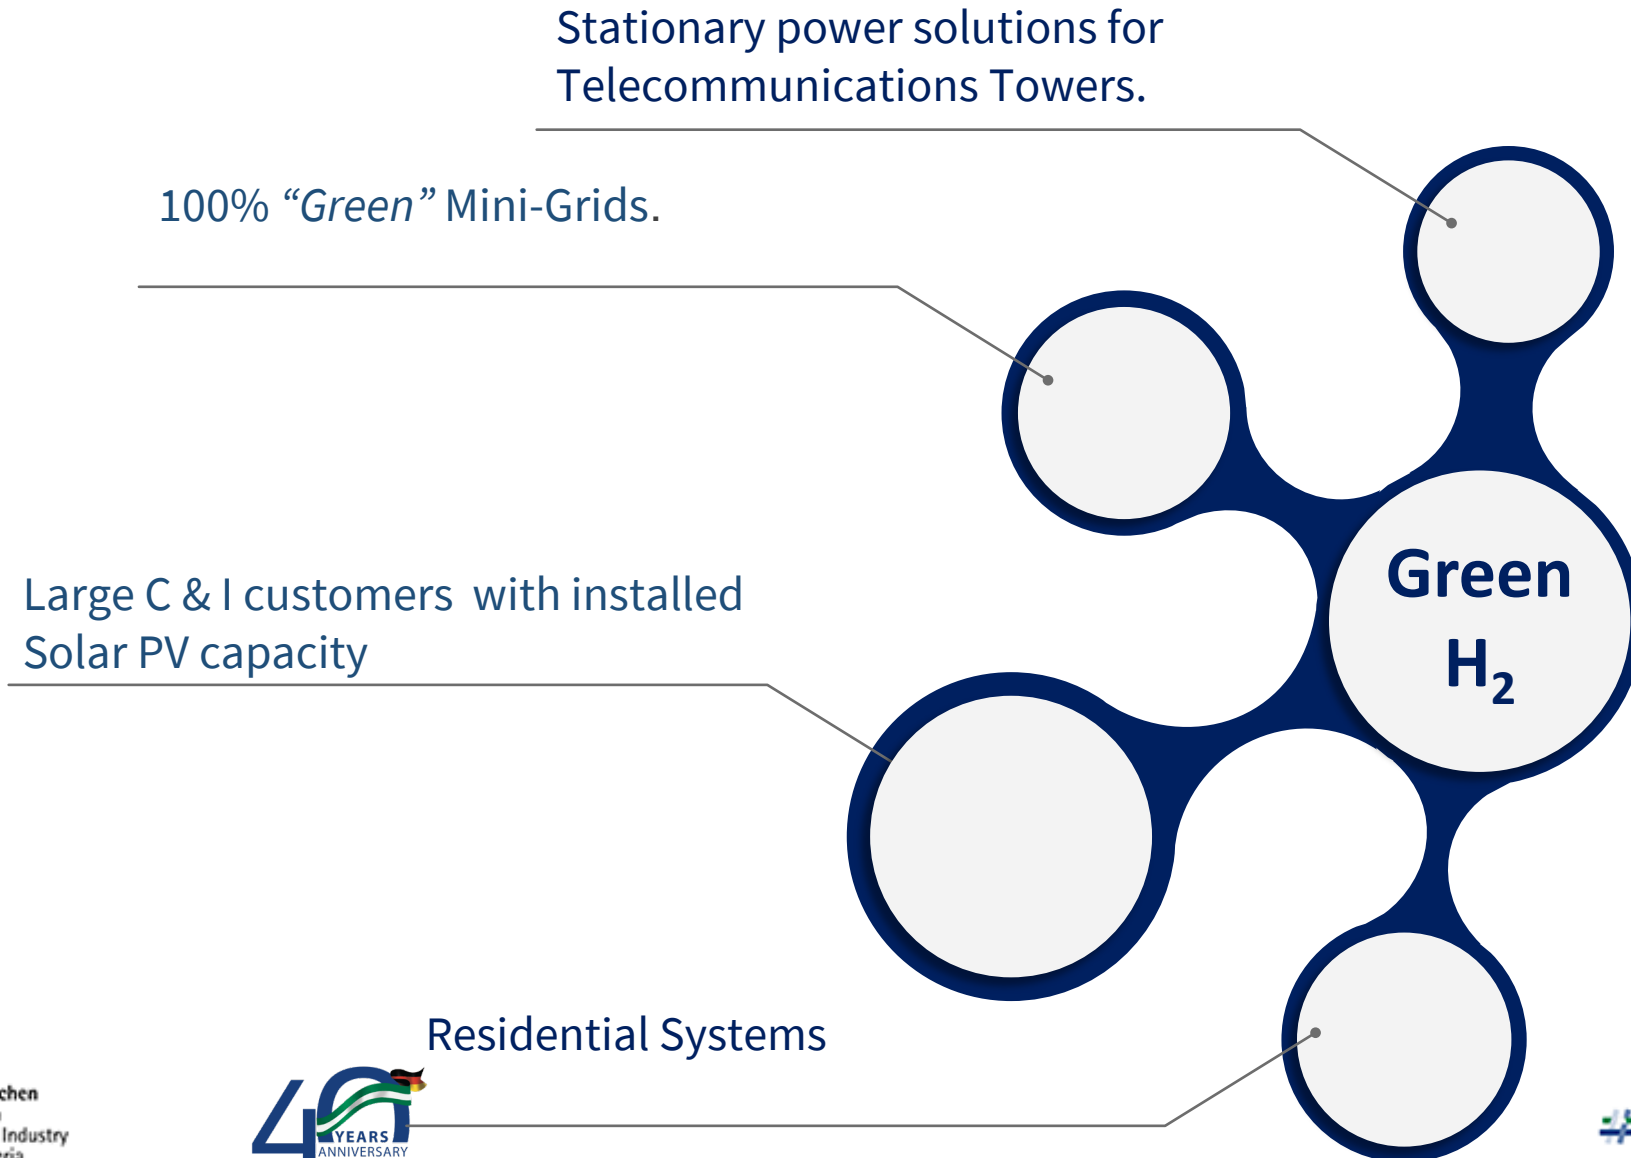 Stationary power solutions for
Telecommunications Towers.
100% “Green” Mini-Grids.
Large C & I customers  with installed
Solar PV capacity
Green
H₂
Residential Systems
chen
Industry
40
YEARS
ANNIVERSARY